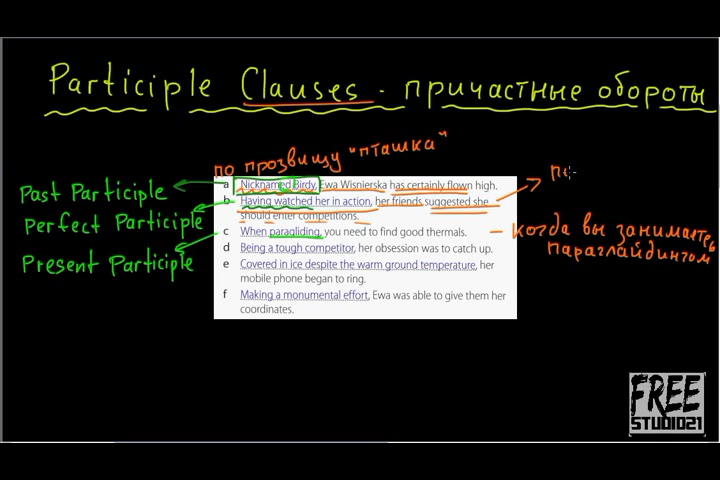 Participle Clauses - причастные обороты
по прозвищу "пташка"
Past Participle
Perfect Participle
Present Participle
a Nicknamed Birdy, Ewa Wisnierska has certainly flown high.
b Having watched her in action, her friends suggested she
should enter competitions.
c When paragliding, you need to find good thermals.
d Being a tough competitor, her obsession was to catch up.
e Covered in ice despite the warm ground temperature, her
mobile phone began to ring.
f Making a monumental effort, Ewa was able to give them her
coordinates.
- когда вы занимаетесь
параглайдингом
FREE
STUDIO21